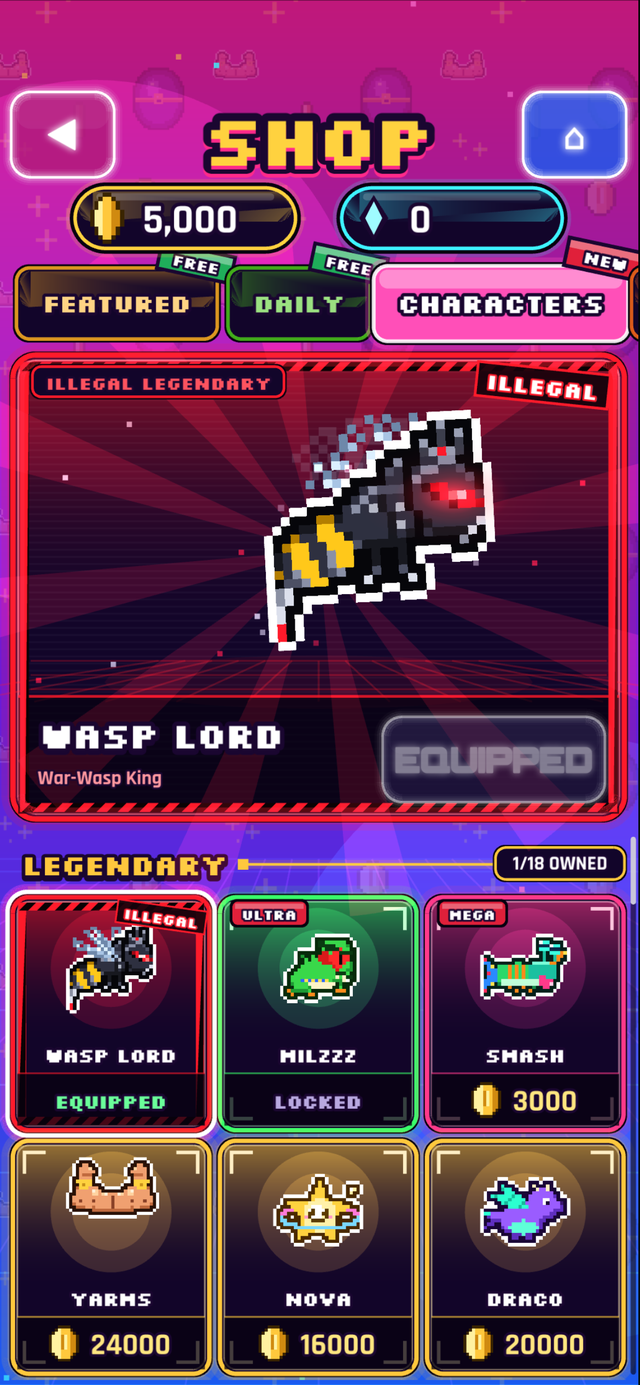 SHOP
5,000
0
FREE
FREE
NEW
FEATURED
DAILY
CHARACTERS
ILLEGAL LEGENDARY
ILLEGAL
WASP LORD
War-Wasp King
EQUIPPED
LEGENDARY
1/18 OWNED
ILLEGAL
WASP LORD
EQUIPPED
ULTRA
MILZZZ
LOCKED
MEGA
SMASH
3000
YARMS
24000
NOVA
16000
DRACO
20000